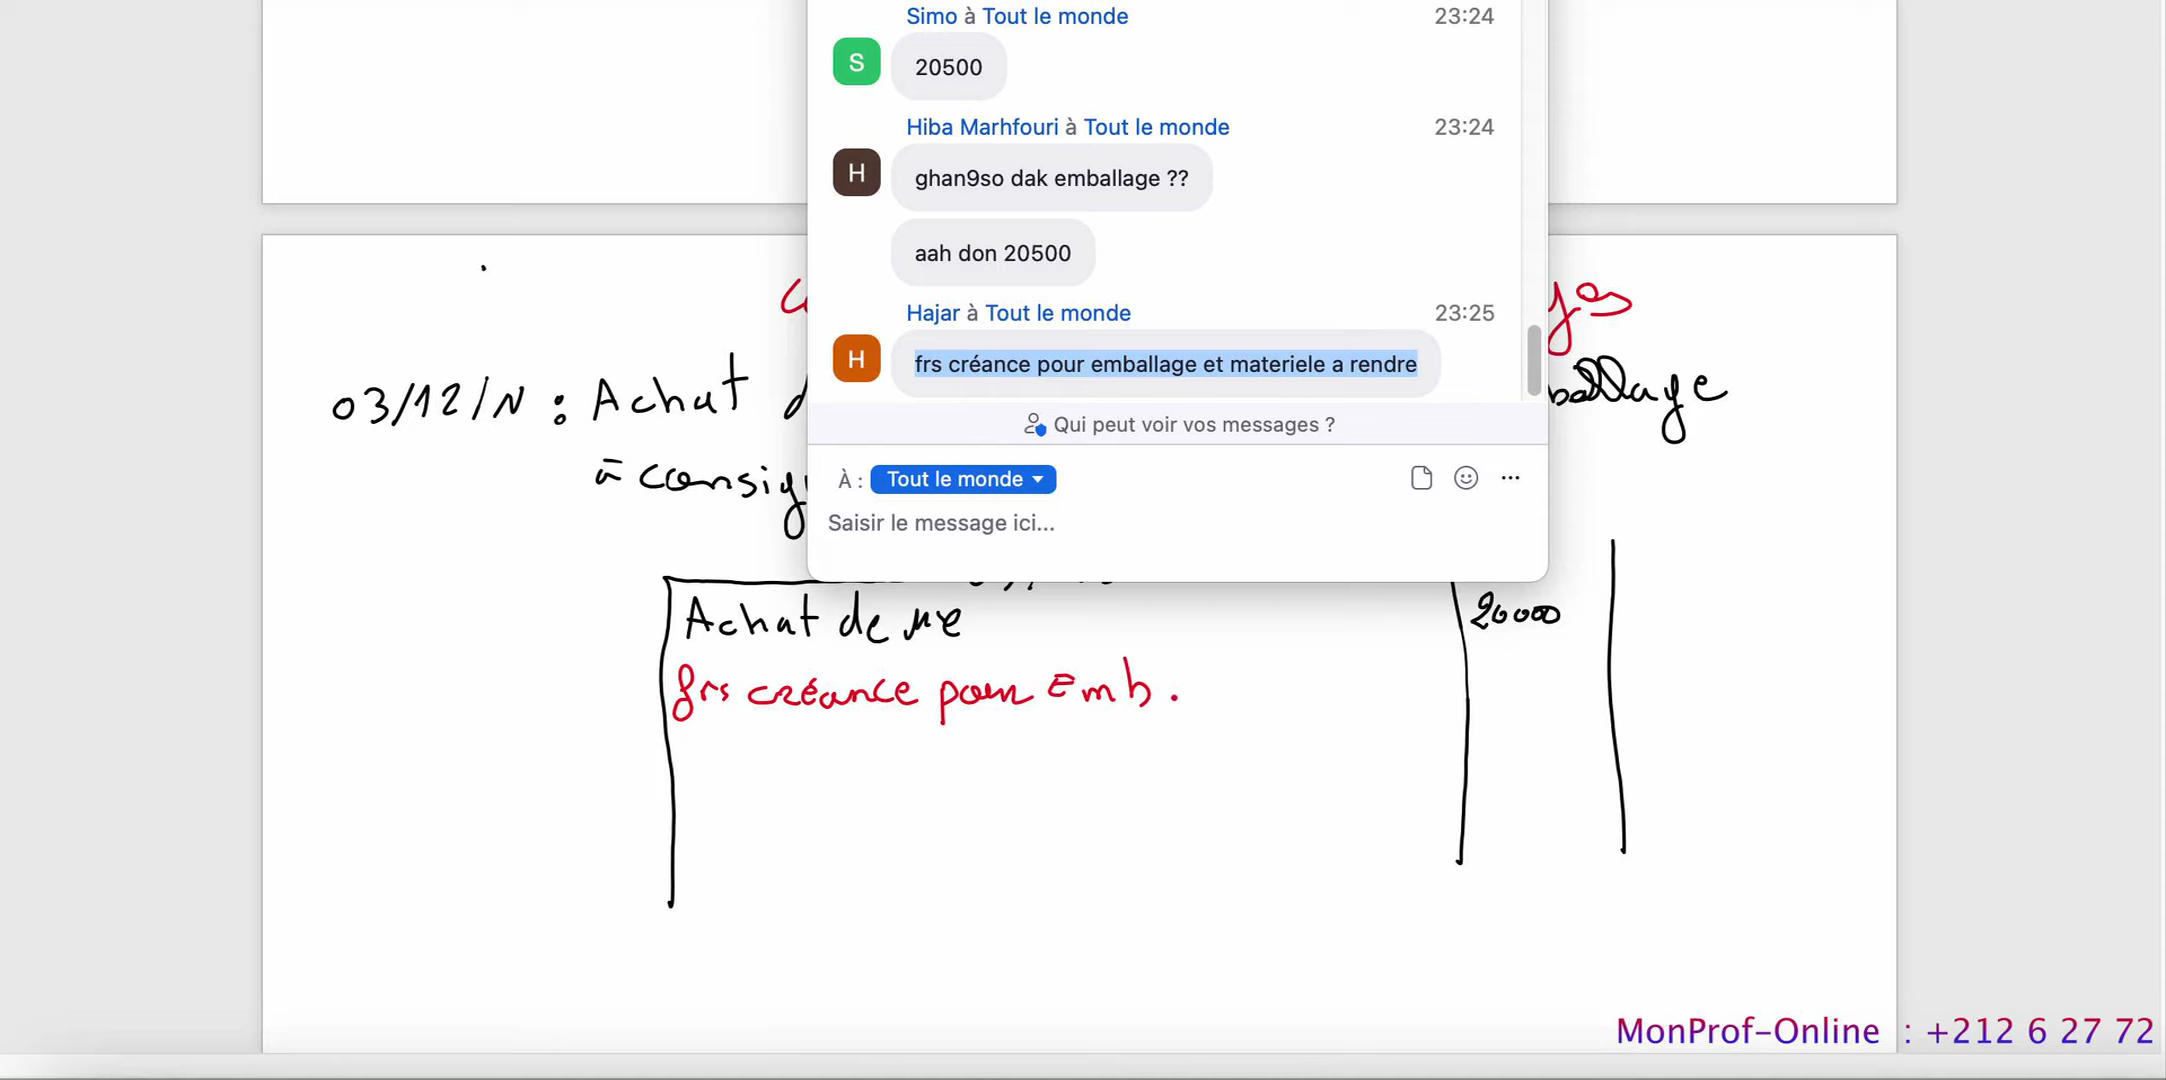 Simo à Tout le monde 23:24
S
20500
Hiba Marhfouri à Tout le monde 23:24
H
ghan9so dak emballage ??
aah don 20500
Hajar à Tout le monde 23:25
H
frs créance pour emballage et materiele a rendre
Qui peut voir vos messages ?
À : Tout le monde
Saisir le message ici...
03/12/N : Achat
à consig
Achat de 20000
frs créance pour Emb.
MonProf-Online : +212 6 27 72